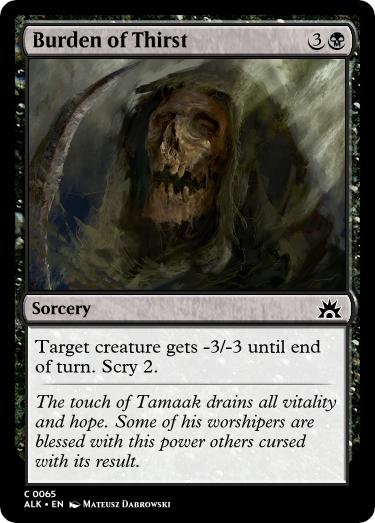 Burden of Thirst 3
Sorcery
Target creature gets -3/-3 until end
of turn. Scry 2.
The touch of Tamaak drains all vitality
and hope. Some of his worshipers are
blessed with this power others cursed
with its result.
C 0065
ALK • EN Mateusz Dabrowski